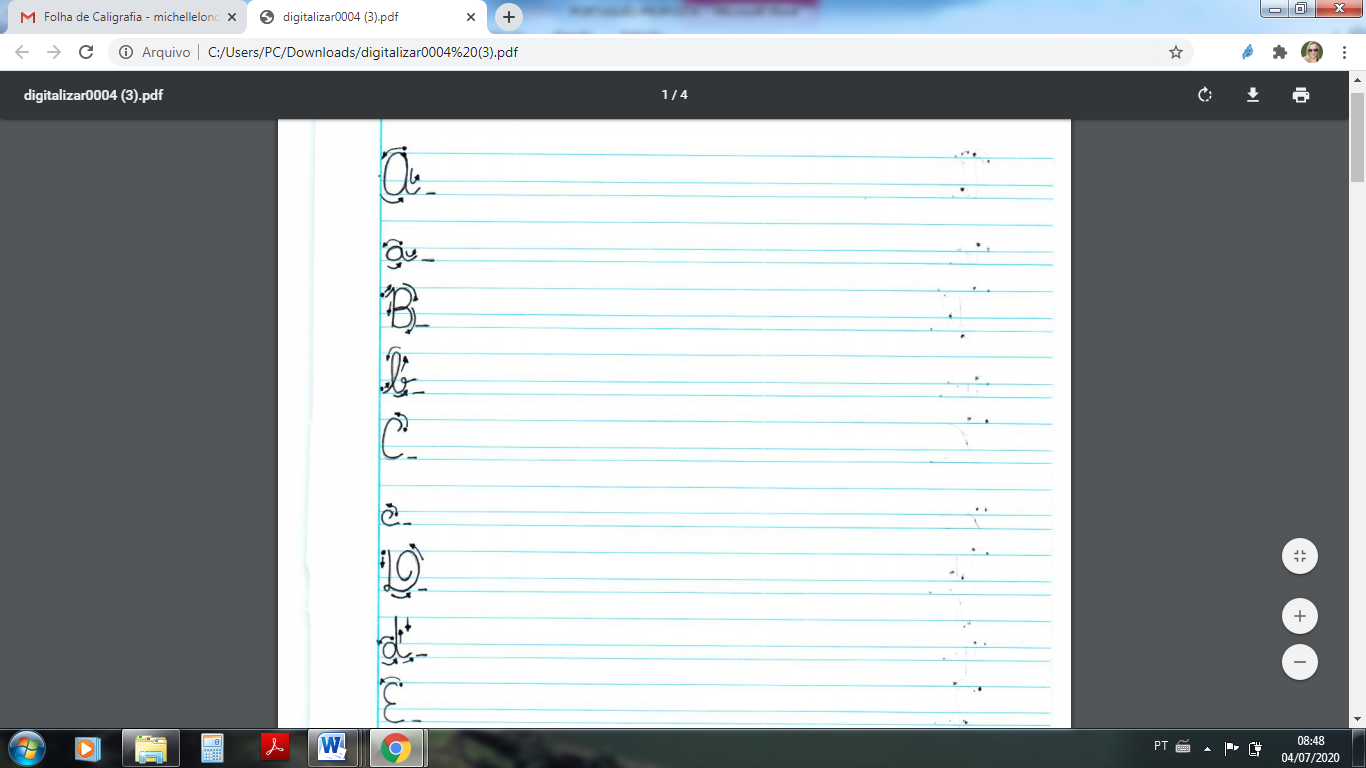 Folha de Caligrafia - michellelonc
digitalizar0004 (3).pdf
Arquivo
C:/Users/PC/Downloads/digitalizar0004%20(3).pdf
digitalizar0004 (3).pdf
1 / 4
A
a
B
b
C
c
D
d
E
PT
08:48
04/07/2020